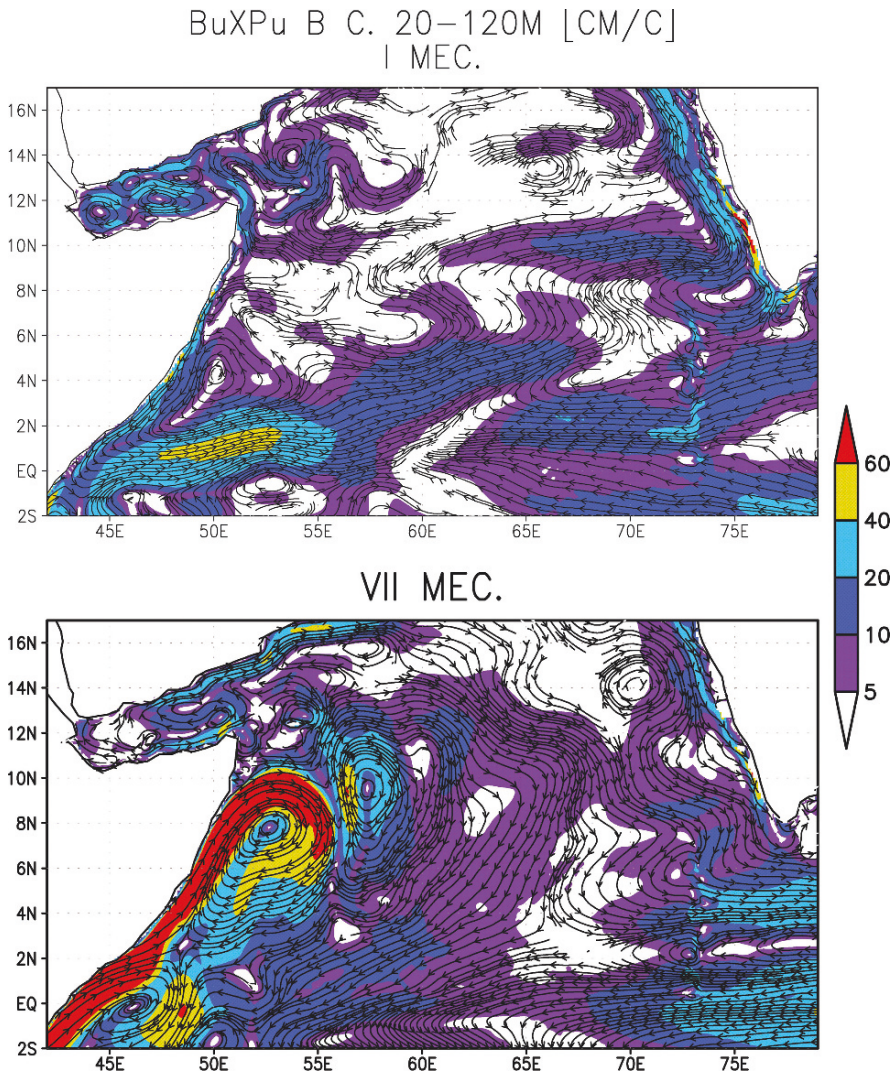 BuXPu B C. 20-120M [CM/C]
I MEC.
16N
14N
12N
10N
8N
6N
4N
2N
EQ
2S
45E 50E 55E 60E 65E 70E 75E
VII MEC.
16N
14N
12N
10N
8N
6N
4N
2N
EQ
2S
45E 50E 55E 60E 65E 70E 75E
60
40
20
10
5